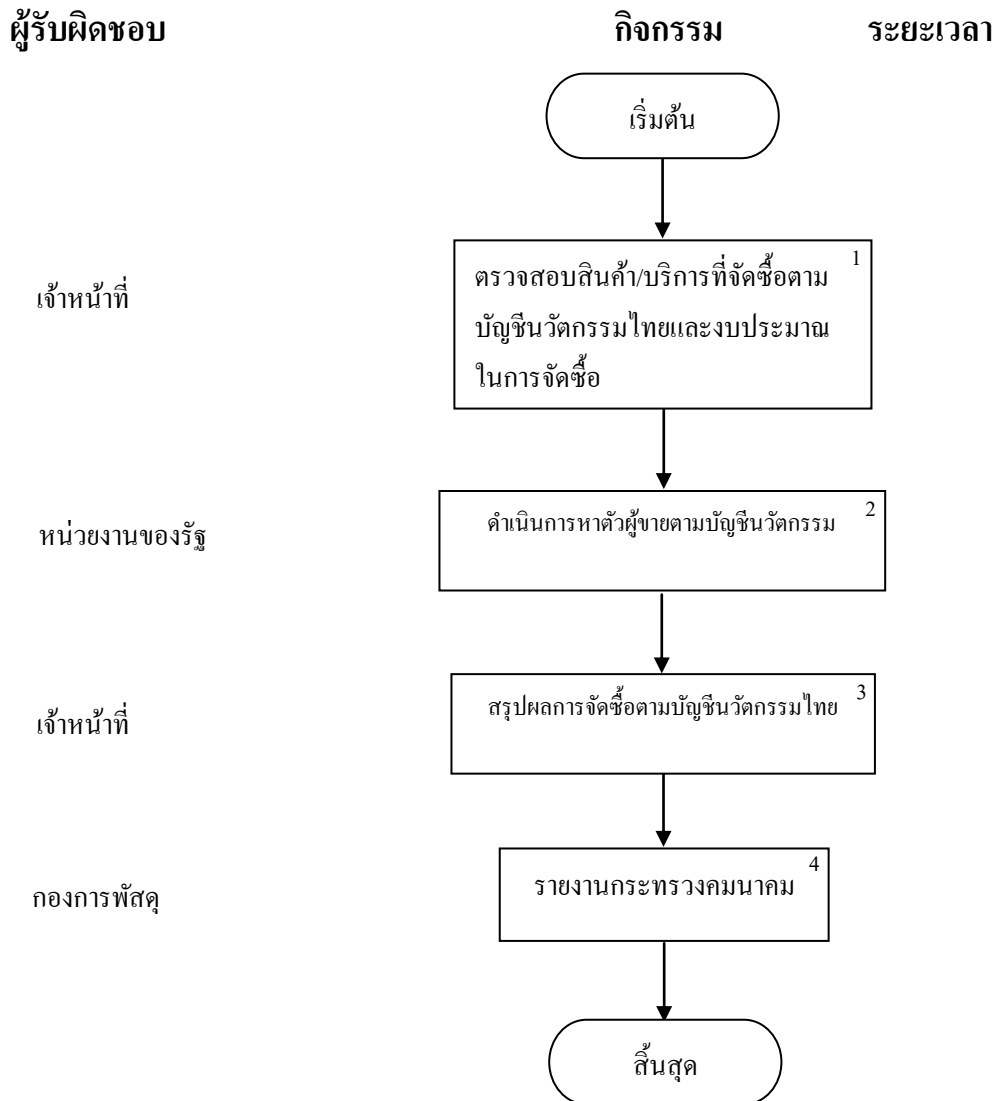 ผู้รับผิดชอบ กิจกรรม ระยะเวลา
เริ่มต้น
เจ้าหน้าที่
1
ตรวจสอบสินค้า/บริการที่จัดซื้อตาม
บัญชีนวัตกรรมไทยและงบประมาณ
ในการจัดซื้อ
หน่วยงานของรัฐ
2
ดำเนินการหาตัวผู้ขายตามบัญชีนวัตกรรม
เจ้าหน้าที่
3
สรุปผลการจัดซื้อตามบัญชีนวัตกรรมไทย
กองการพัสดุ
4
รายงานกระทรวงคมนาคม
สิ้นสุด